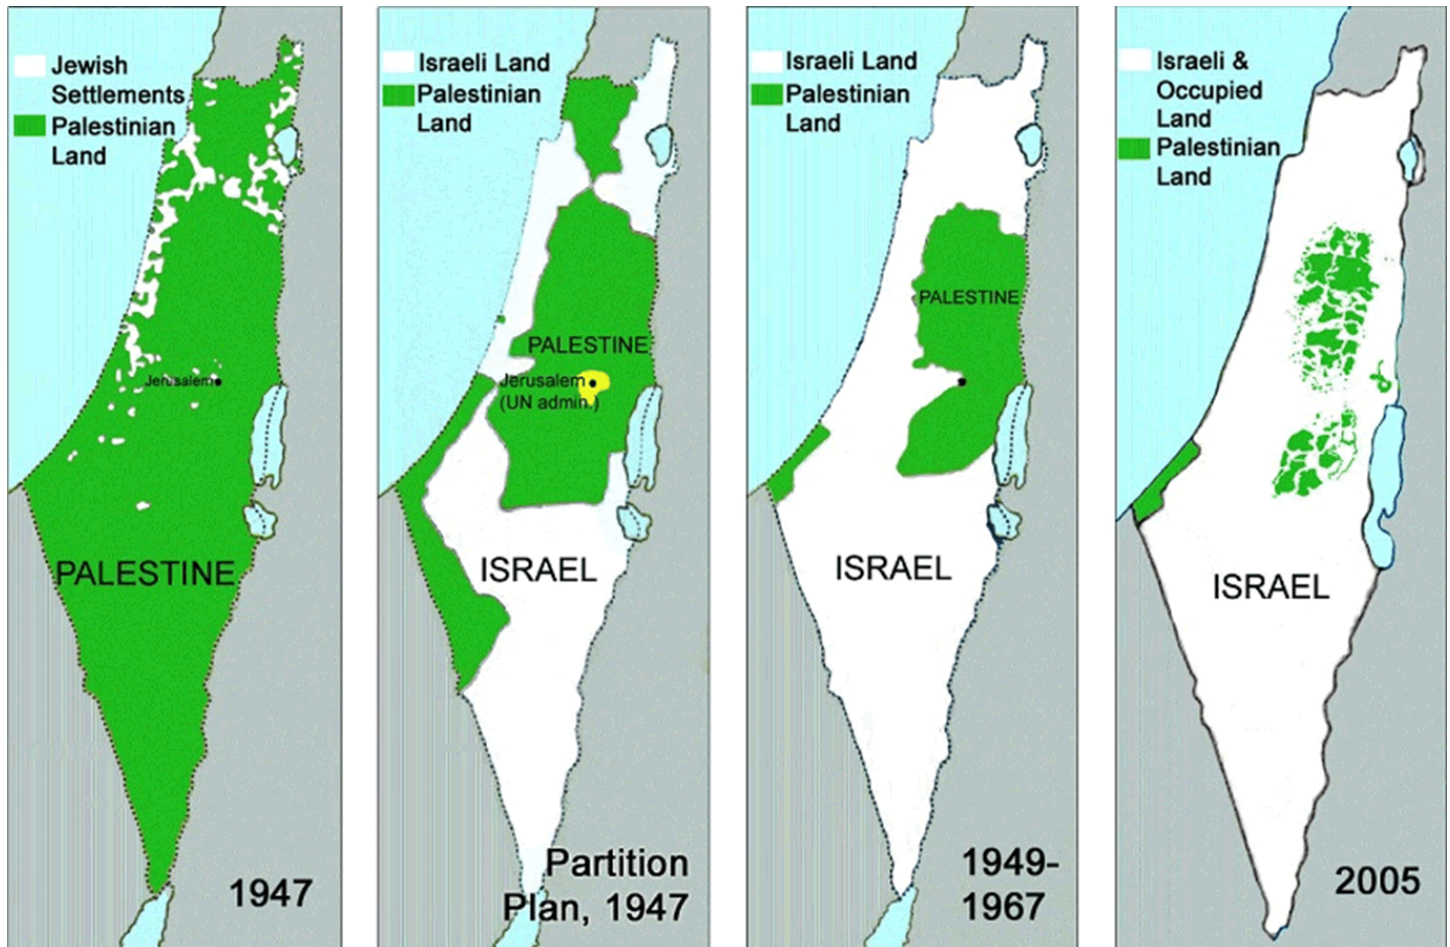 Jewish
Settlements
Palestinian
Land
Jerusalem
PALESTINE
1947
Israeli Land
Palestinian
Land
PALESTINE
Jerusalem
(UN admin.)
ISRAEL
Partition
Plan, 1947
Israeli Land
Palestinian
Land
PALESTINE
ISRAEL
1949-
1967
Israeli &
Occupied
Land
Palestinian
Land
ISRAEL
2005